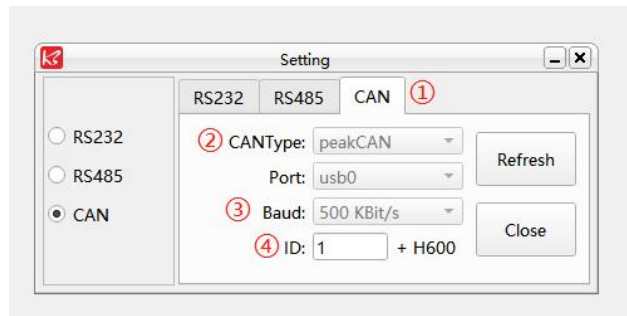 Setting
RS232 RS485 CAN ①
RS232
RS485
CAN
② CANType: peakCAN
Port: usb0
③ Baud: 500 KBit/s
④ ID: 1 + H600
Refresh
Close